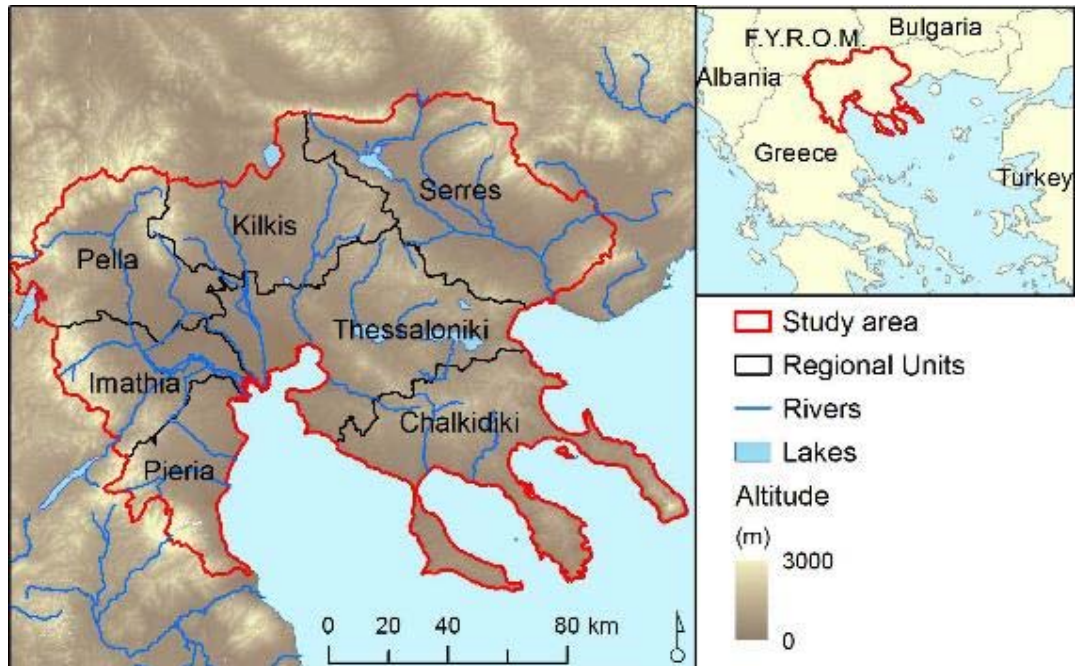 Serres
Kilkis
Pella
Thessaloniki
Imathia
Chalkidiki
Pieria
0 20 40 80 km
F.Y.R.O.M.
Bulgaria
Albania
Greece
Turkey
Study area
Regional Units
Rivers
Lakes
Altitude
(m)
3000
0